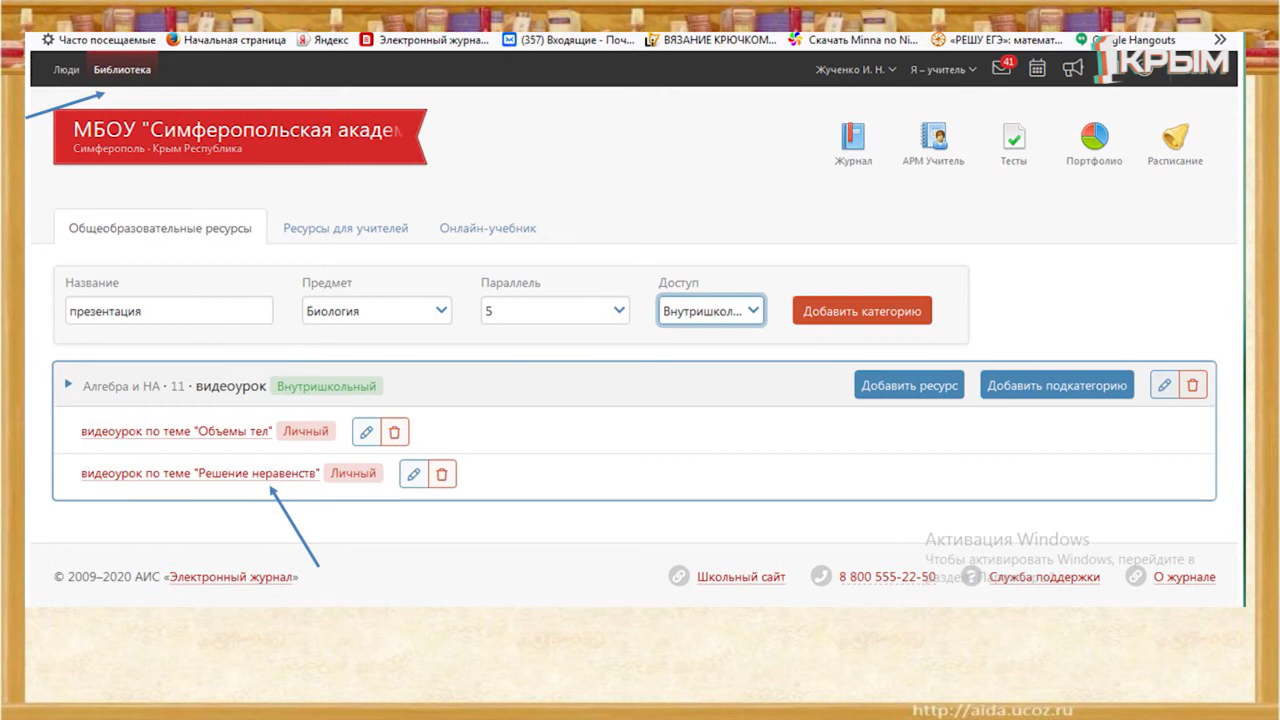 Часто посещаемые Начальная страница Яндекс Электронный журна... (357) Входящие - Поч... ВЯЗАНИЕ КРЮЧКОМ... Скачать Minna no Ni... «РЕШУ ЕГЭ»: математ... Hangouts
Люди Библиотека Жученко И. Н. Я – учитель 41 1КРЫМ
МБОУ "Симферопольская академ
Симферополь · Крым Республика
Журнал АРМ Учитель Тесты Портфолио Расписание
Общеобразовательные ресурсы Ресурсы для учителей Онлайн-учебник
Название Предмет Параллель Доступ
презентация Биология 5 Внутришкол... Добавить категорию
Алгебра и НА · 11 · видеоурок Внутришкольный Добавить ресурс Добавить подкатегорию
видеоурок по теме "Объемы тел" Личный
видеоурок по теме "Решение неравенств" Личный
Активация Windows
Чтобы активировать Windows, перейдите в
© 2009–2020 АИС «Электронный журнал» Школьный сайт 8 800 555-22-50 Служба поддержки О журнале
http://aida.ucoz.ru